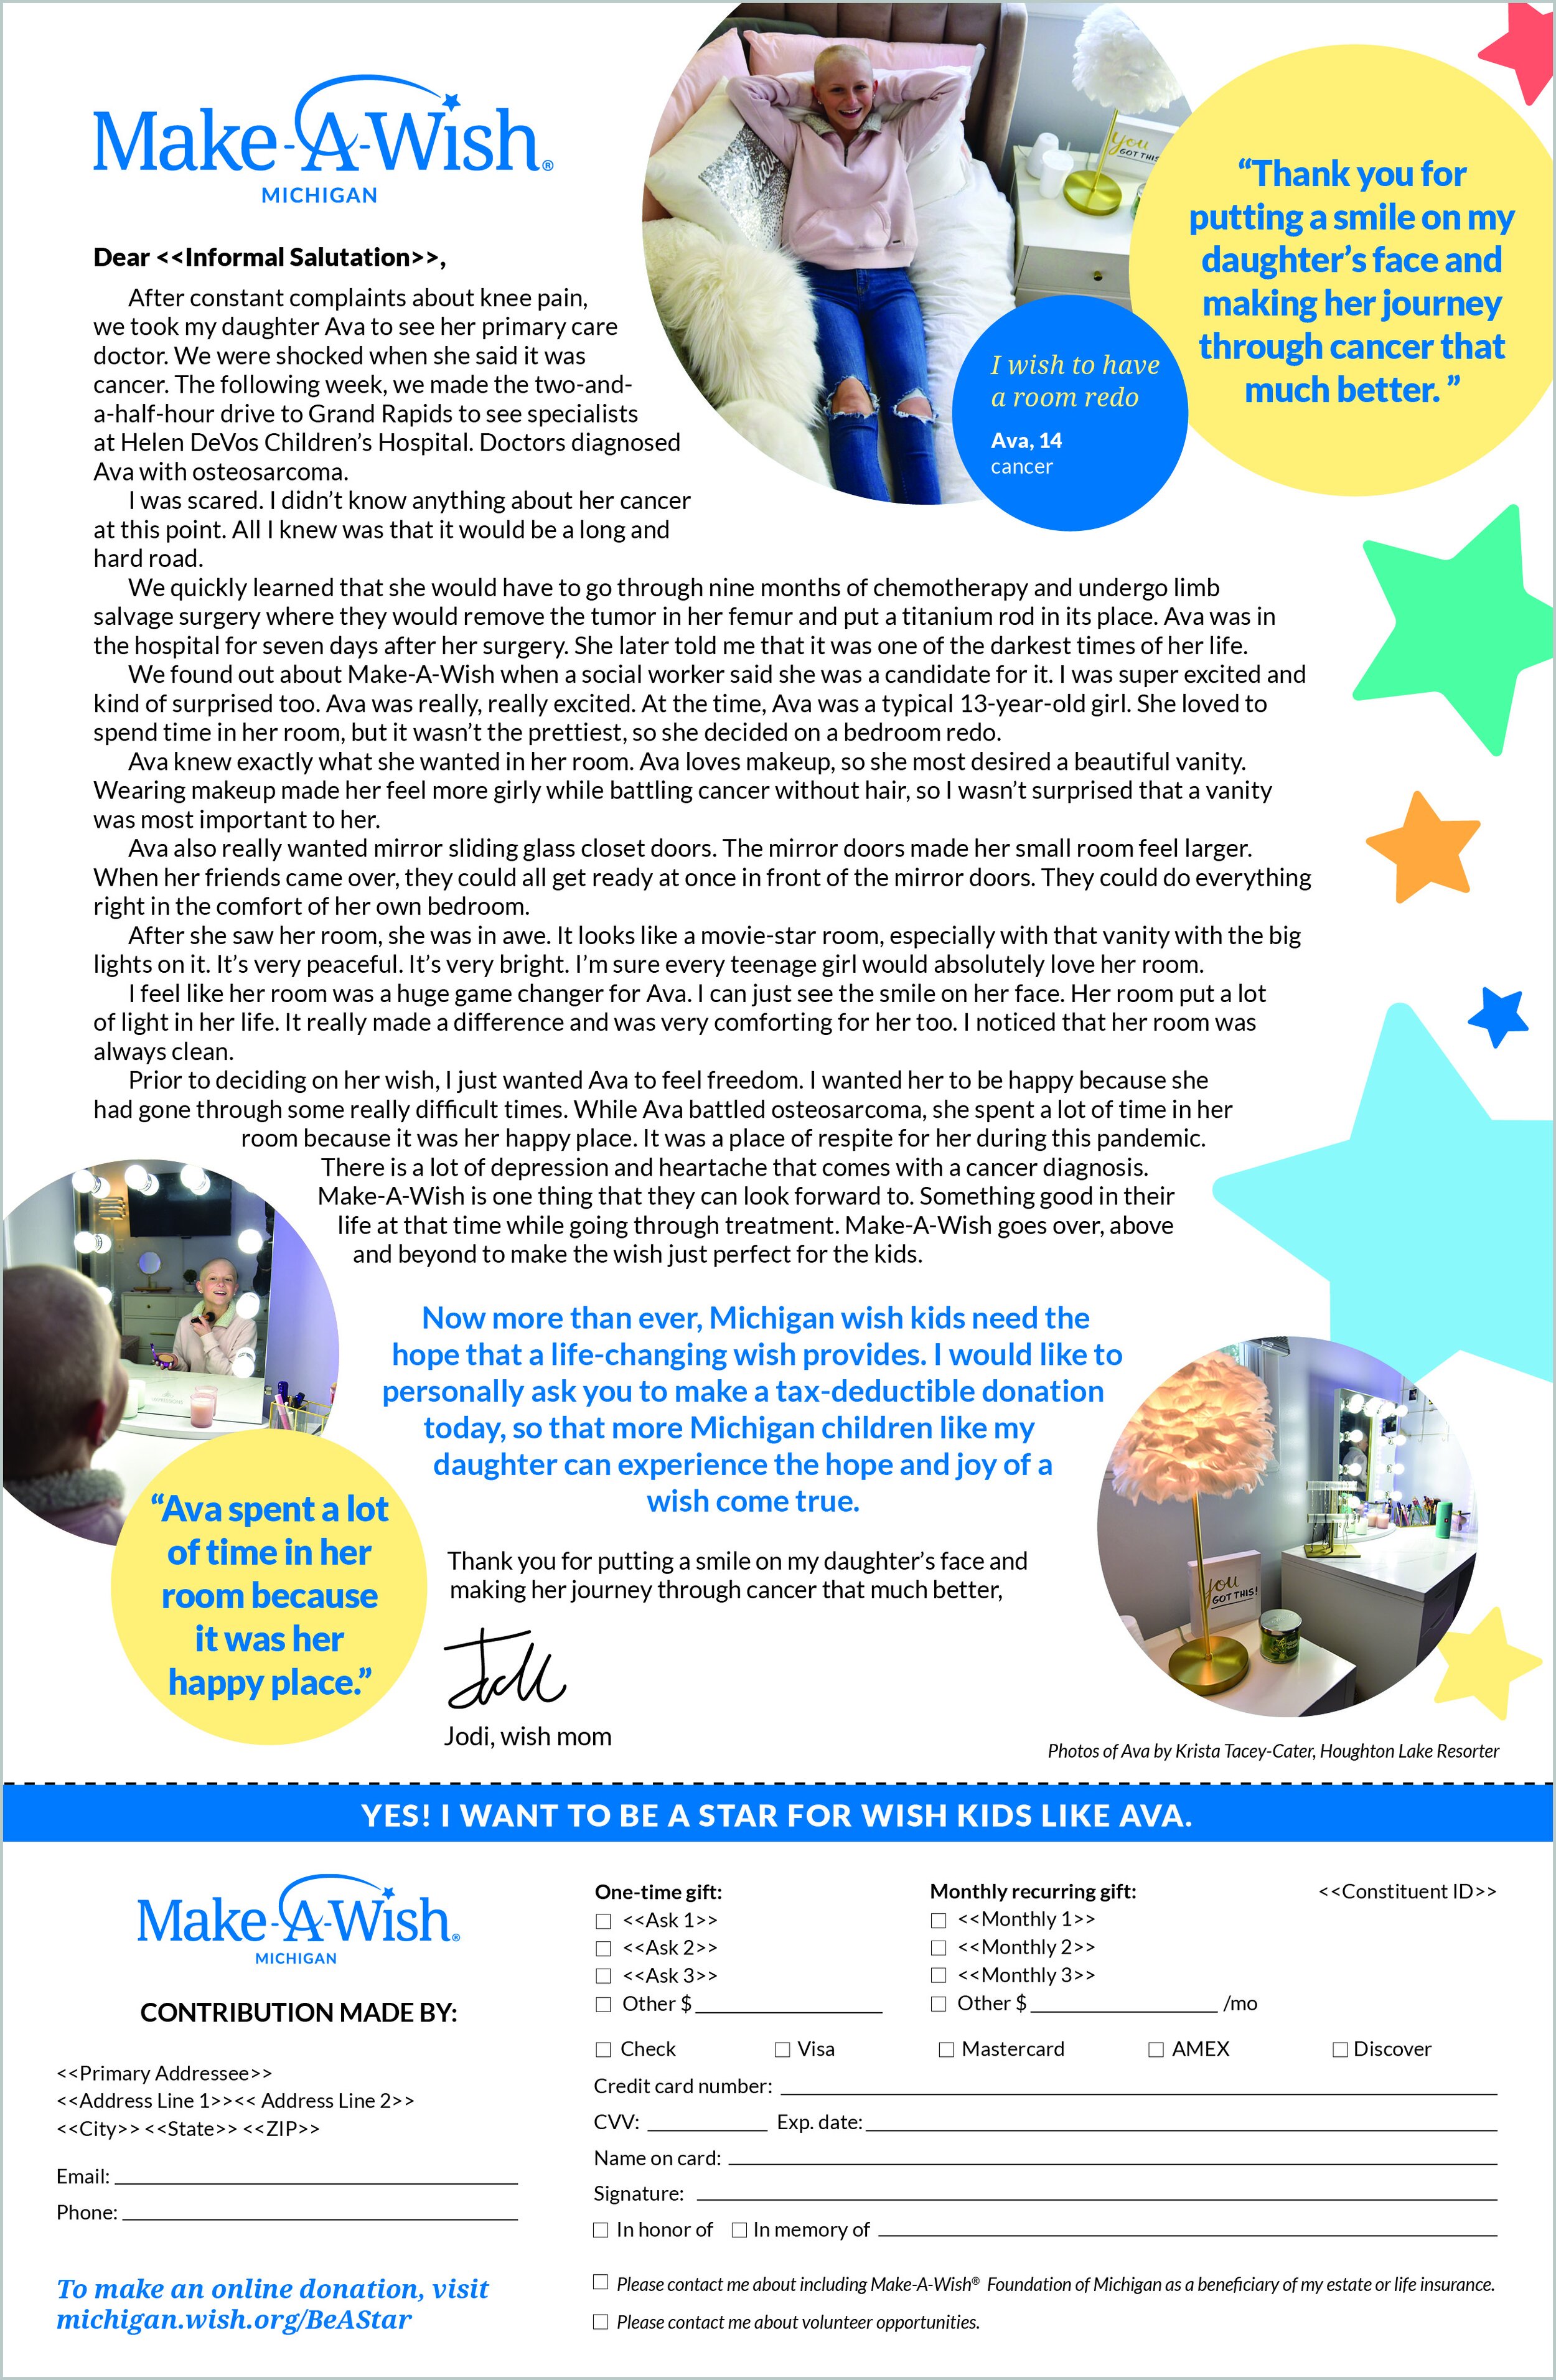 Make-A-Wish®
MICHIGAN
Dear <<Informal Salutation>>,
After constant complaints about knee pain,
we took my daughter Ava to see her primary care
doctor. We were shocked when she said it was
cancer. The following week, we made the two-and-
a-half-hour drive to Grand Rapids to see specialists
at Helen DeVos Children’s Hospital. Doctors diagnosed
Ava with osteosarcoma.
I was scared. I didn’t know anything about her cancer
at this point. All I knew was that it would be a long and
hard road.
We quickly learned that she would have to go through nine months of chemotherapy and undergo limb
salvage surgery where they would remove the tumor in her femur and put a titanium rod in its place. Ava was in
the hospital for seven days after her surgery. She later told me that it was one of the darkest times of her life.
We found out about Make-A-Wish when a social worker said she was a candidate for it. I was super excited and
kind of surprised too. Ava was really, really excited. At the time, Ava was a typical 13-year-old girl. She loved to
spend time in her room, but it wasn’t the prettiest, so she decided on a bedroom redo.
Ava knew exactly what she wanted in her room. Ava loves makeup, so she most desired a beautiful vanity.
Wearing makeup made her feel more girly while battling cancer without hair, so I wasn’t surprised that a vanity
was most important to her.
Ava also really wanted mirror sliding glass closet doors. The mirror doors made her small room feel larger.
When her friends came over, they could all get ready at once in front of the mirror doors. They could do everything
right in the comfort of her own bedroom.
After she saw her room, she was in awe. It looks like a movie-star room, especially with that vanity with the big
lights on it. It’s very peaceful. It’s very bright. I’m sure every teenage girl would absolutely love her room.
I feel like her room was a huge game changer for Ava. I can just see the smile on her face. Her room put a lot
of light in her life. It really made a difference and was very comforting for her too. I noticed that her room was
always clean.
Prior to deciding on her wish, I just wanted Ava to feel freedom. I wanted her to be happy because she
had gone through some really difficult times. While Ava battled osteosarcoma, she spent a lot of time in her
room because it was her happy place. It was a place of respite for her during this pandemic.
There is a lot of depression and heartache that comes with a cancer diagnosis.
Make-A-Wish is one thing that they can look forward to. Something good in their
life at that time while going through treatment. Make-A-Wish goes over, above
and beyond to make the wish just perfect for the kids.
you
GOT THIS
I wish to have
a room redo
Ava, 14
cancer
“Thank you for
putting a smile on my
daughter’s face and
making her journey
through cancer that
much better. ”
Now more than ever, Michigan wish kids need the
hope that a life-changing wish provides. I would like to
personally ask you to make a tax-deductible donation
today, so that more Michigan children like my
daughter can experience the hope and joy of a
wish come true.
“Ava spent a lot
of time in her
room because
it was her
happy place.”
Thank you for putting a smile on my daughter’s face and
making her journey through cancer that much better,
Jodi
Jodi, wish mom
you
GOT THIS!
Photos of Ava by Krista Tacey-Cater, Houghton Lake Resorter
YES! I WANT TO BE A STAR FOR WISH KIDS LIKE AVA.
Make-A-Wish®
MICHIGAN
CONTRIBUTION MADE BY:
<<Primary Addressee>>
<<Address Line 1>><< Address Line 2>>
<<City>> <<State>> <<ZIP>>
Email:
Phone:
To make an online donation, visit
michigan.wish.org/BeAStar
One-time gift:
<<Ask 1>>
<<Ask 2>>
<<Ask 3>>
Other $
Monthly recurring gift:
<<Monthly 1>>
<<Monthly 2>>
<<Monthly 3>>
Other $ /mo
<<Constituent ID>>
Check Visa Mastercard AMEX Discover
Credit card number:
CVV: Exp. date:
Name on card:
Signature:
In honor of In memory of
Please contact me about including Make-A-Wish® Foundation of Michigan as a beneficiary of my estate or life insurance.
Please contact me about volunteer opportunities.